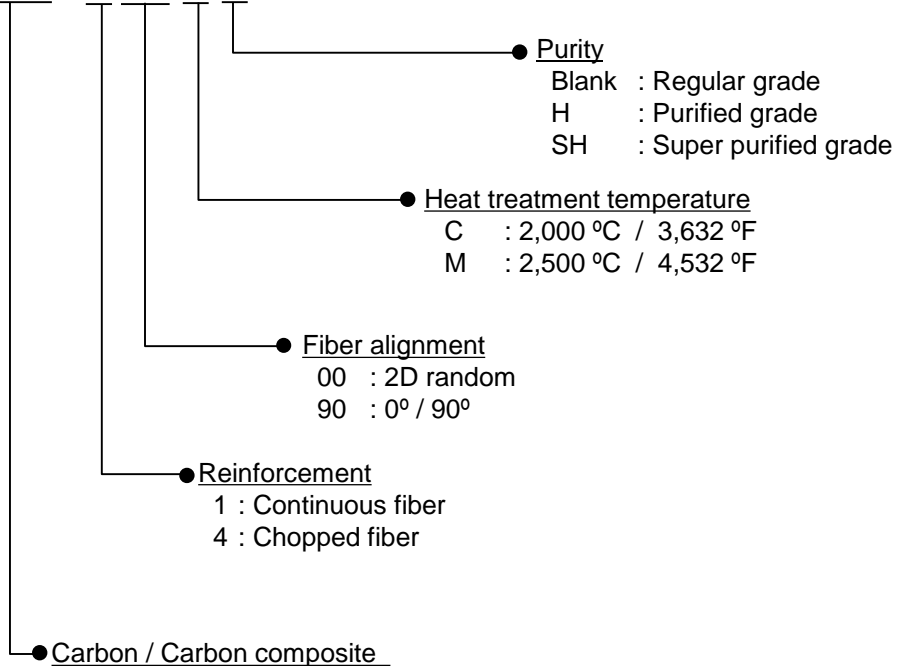 Purity
Blank : Regular grade
H : Purified grade
SH : Super purified grade
Heat treatment temperature
C : 2,000 ºC / 3,632 ºF
M : 2,500 ºC / 4,532 ºF
Fiber alignment
00 : 2D random
90 : 0º / 90º
Reinforcement
1 : Continuous fiber
4 : Chopped fiber
Carbon / Carbon composite